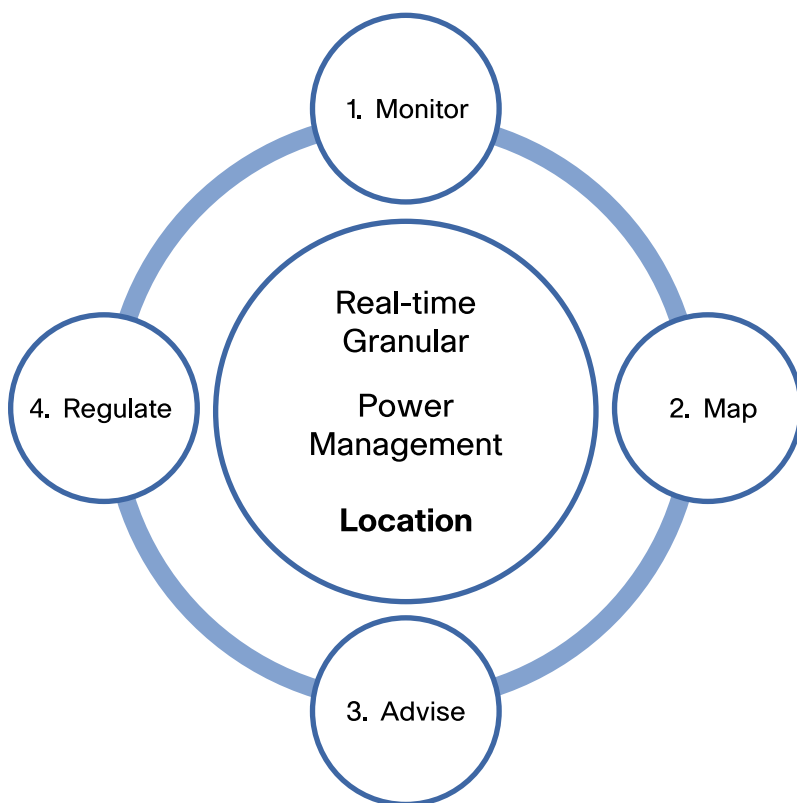 1. Monitor
Real-time
Granular
Power
Management
Location
4. Regulate
2. Map
3. Advise